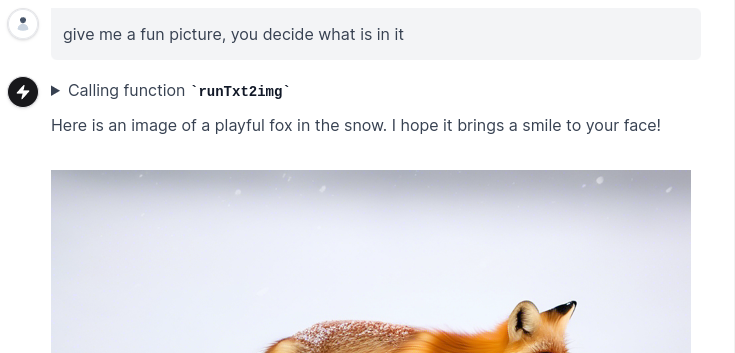 give me a fun picture, you decide what is in it
Calling function `runTxt2img`
Here is an image of a playful fox in the snow. I hope it brings a smile to your face!